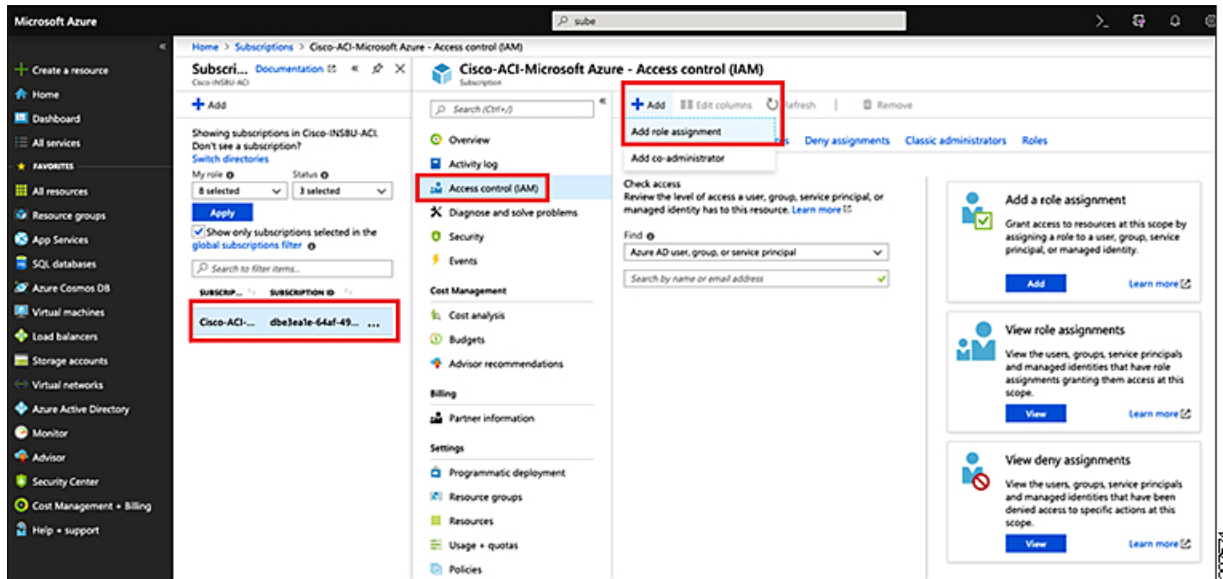 Microsoft Azure
sube
Home > Subscriptions > Cisco-ACI-Microsoft Azure - Access control (IAM)
Create a resource
Home
Dashboard
All services
FAVORITES
All resources
Resource groups
App Services
SQL databases
Azure Cosmos DB
Virtual machines
Load balancers
Storage accounts
Virtual networks
Azure Active Directory
Monitor
Advisor
Security Center
Cost Management + Billing
Help + support
Subscri...
Documentation
Cisco-INSBU-ACI
Add
Showing subscriptions in Cisco-INSBU-ACI.
Don't see a subscription?
Switch directories
My role
Status
8 selected
3 selected
Apply
Show only subscriptions selected in the
global subscriptions filter
Search to filter items...
SUBSCRIP...
SUBSCRIPTION ID
Cisco-ACI-...
dbe3ea1e-64af-49...
...
Cisco-ACI-Microsoft Azure - Access control (IAM)
Subscription
Search (Ctrl+/)
Overview
Activity log
Access control (IAM)
Diagnose and solve problems
Security
Events
Cost Management
Cost analysis
Budgets
Advisor recommendations
Billing
Partner information
Settings
Programmatic deployment
Resource groups
Resources
Usage + quotas
Policies
Add
Edit columns
Refresh
Remove
Add role assignment
Add co-administrator
Deny assignments
Classic administrators
Roles
Check access
Review the level of access a user, group, service principal, or
managed identity has to this resource. Learn more
Find
Azure AD user, group, or service principal
Search by name or email address
Add a role assignment
Grant access to resources at this scope by
assigning a role to a user, group, service
principal, or managed identity.
Add
Learn more
View role assignments
View the users, groups, service principals
and managed identities that have role
assignments granting them access at this
scope.
View
Learn more
View deny assignments
View the users, groups, service principals
and managed identities that have been
denied access to specific actions at this
scope.
View
Learn more